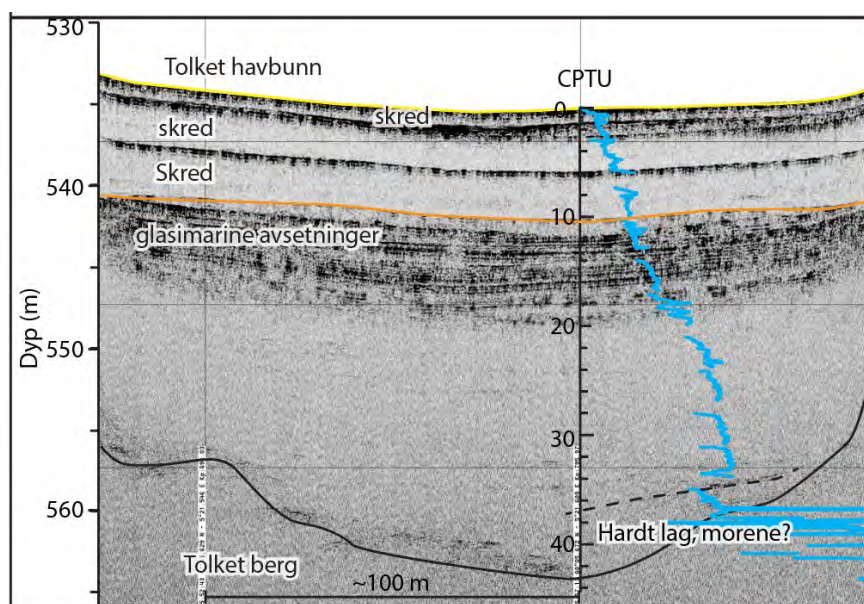 530
Tolket havbunn
CPTU
0
skred
skred
540
Skred
10
glasimarine avsetninger
Dyp (m)
20
550
30
560
Hardt lag, morene?
40
Tolket berg
~100 m